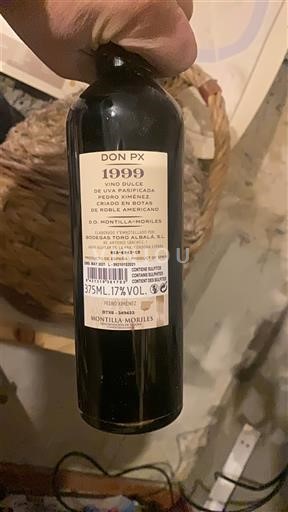 DON PX
1999
VINO DULCE
DE UVA PASIFICADA
PEDRO XIMÉNEZ,
CRIADO EN BOTAS
DE ROBLE AMERICANO
D.O. MONTILLA-MORILES
ELABORADO Y EMBOTELLADO POR:
BODEGAS TORO ALBALÁ, S.L.
PRODUCTO DE ESPAÑA / PRODUCT OF SPAIN
CONTIENE SULFITOS
CONTAINS SULPHITES
375ML. 17%VOL.
PEDRO XIMÉNEZ
MONTILLA-MORILES